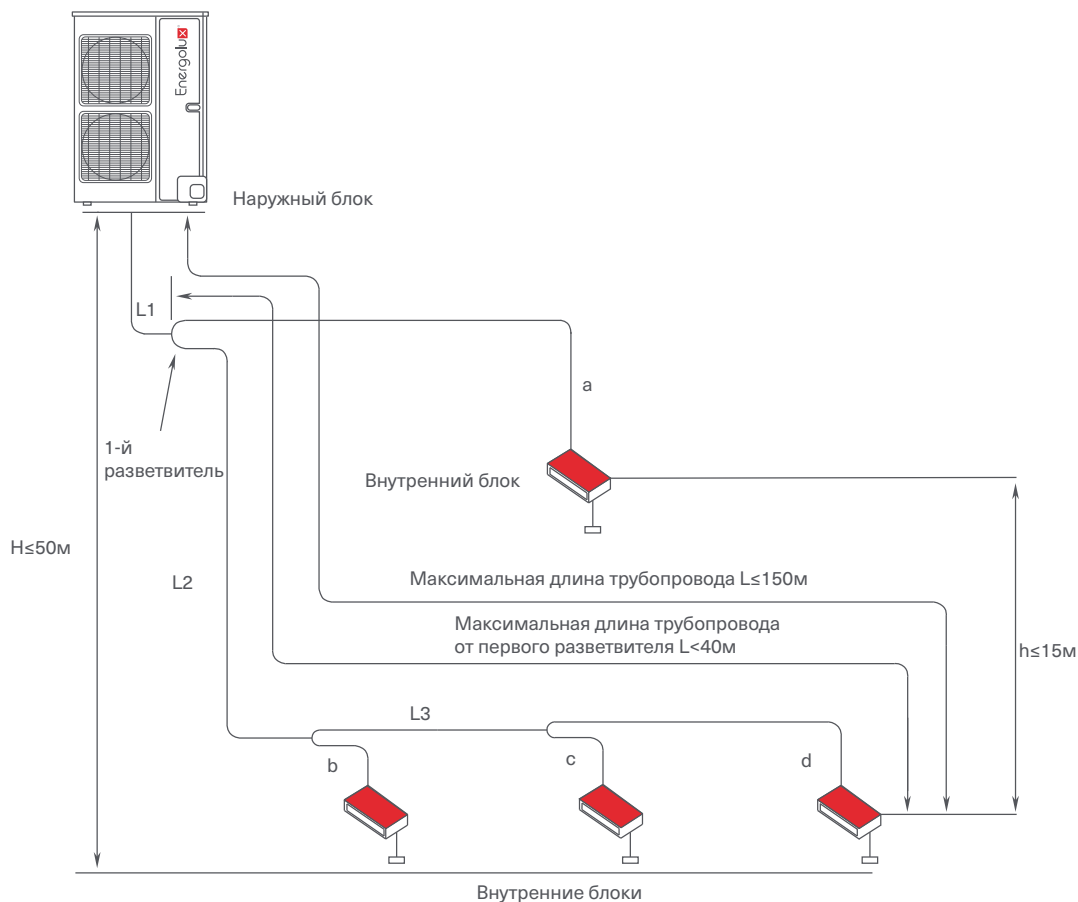 Energolux
Наружный блок
L1
a
1-й
разветвитель
Внутренний блок
H≤50м
L2
Максимальная длина трубопровода L≤150м
Максимальная длина трубопровода
от первого разветвителя L<40м
h≤15м
L3
b
c
d
Внутренние блоки